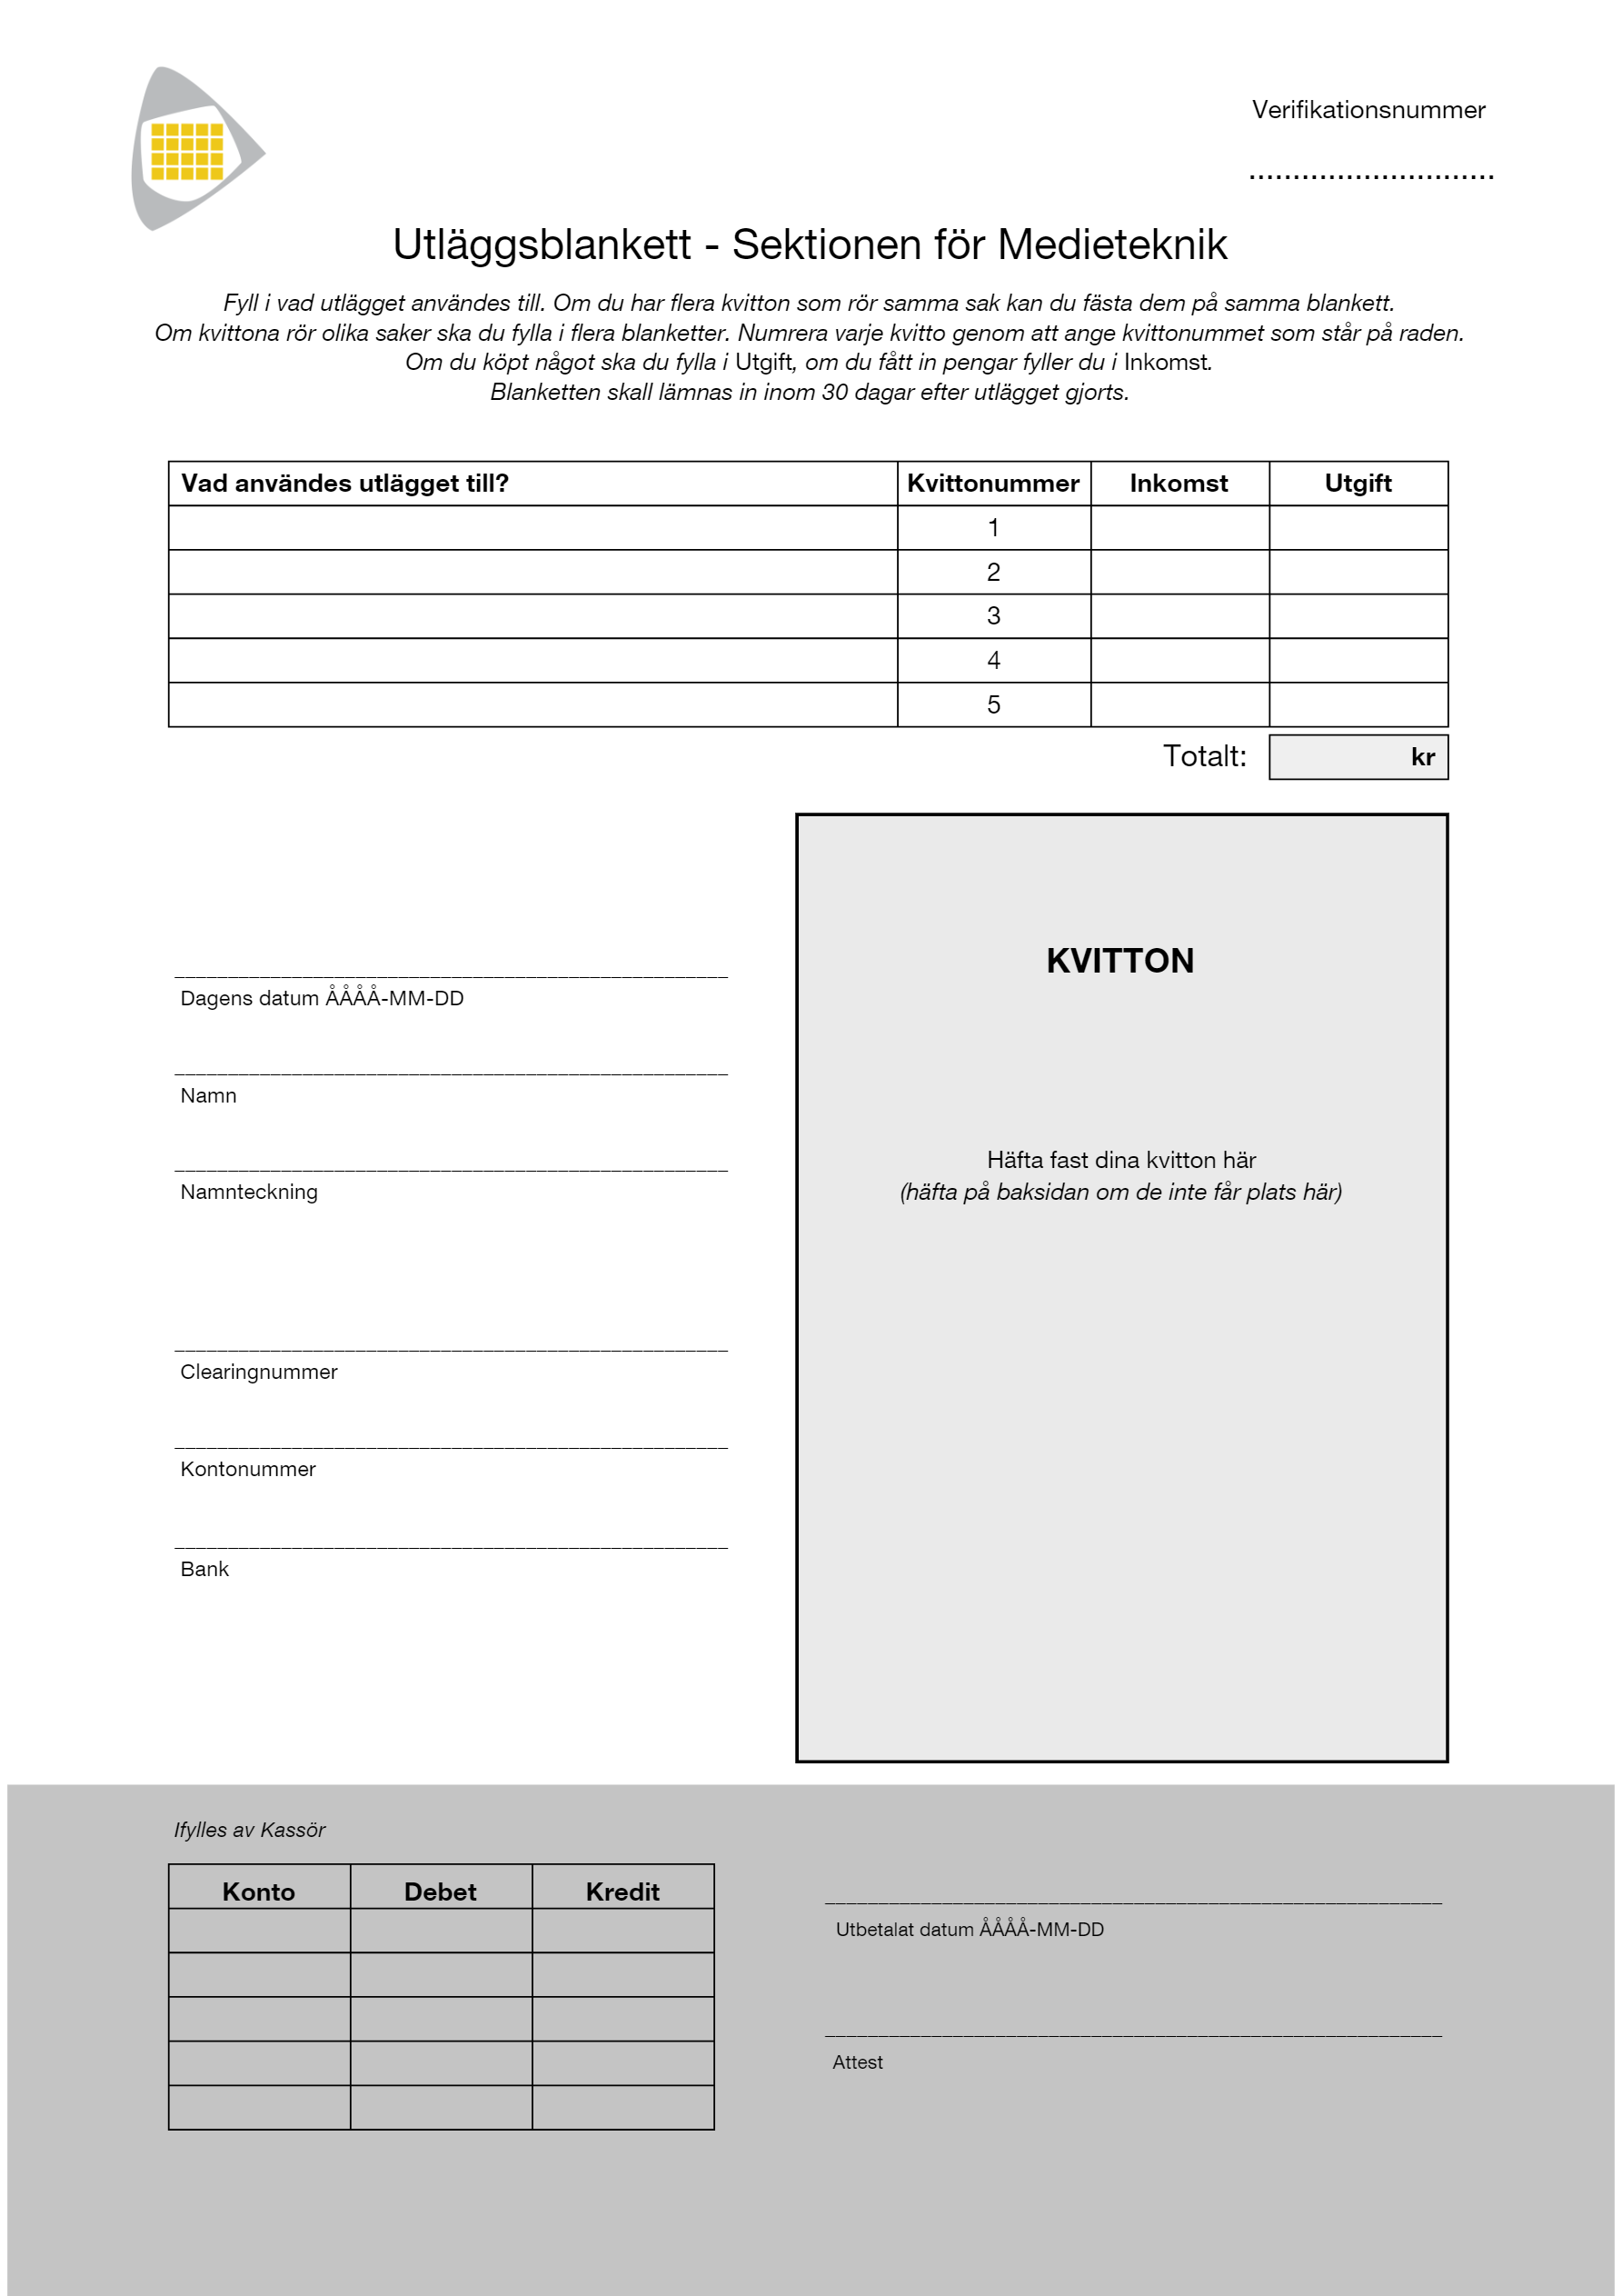 Verifikationsnummer
............................
Utläggsblankett - Sektionen för Medieteknik
Fyll i vad utlägget användes till. Om du har flera kvitton som rör samma sak kan du fästa dem på samma blankett.
Om kvittona rör olika saker ska du fylla i flera blanketter. Numrera varje kvitto genom att ange kvittonummet som står på raden.
Om du köpt något ska du fylla i Utgift, om du fått in pengar fyller du i Inkomst.
Blanketten skall lämnas in inom 30 dagar efter utlägget gjorts.
Vad användes utlägget till? Kvittonummer Inkomst Utgift
1
2
3
4
5
Totalt: kr
KVITTON
Häfta fast dina kvitton här
(häfta på baksidan om de inte får plats här)
Dagens datum ÅÅÅÅ-MM-DD
Namn
Namnteckning
Clearingnummer
Kontonummer
Bank
Ifylles av Kassör
Konto Debet Kredit
Utbetalat datum ÅÅÅÅ-MM-DD
Attest